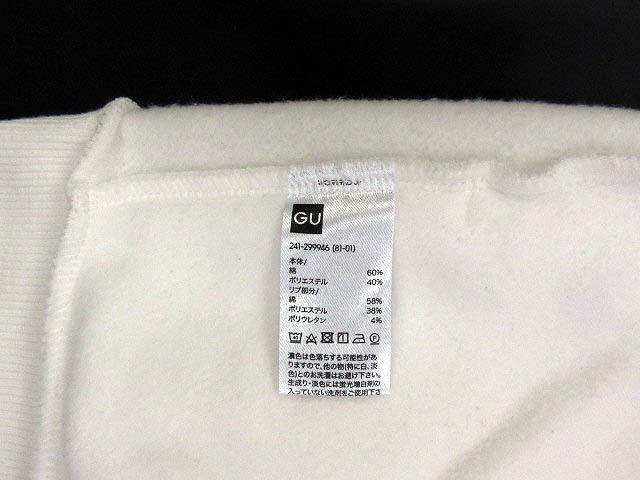 GU
241-299946 (81-01)
本体/
綿 60%
ポリエステル 40%
リブ部分/
綿 58%
ポリエステル 38%
ポリウレタン 4%
濃色は色落ちする可能性があ
りますので、他の物(特に白、淡
色)とのお洗濯はお避け下さい。
生成り・淡色には蛍光増白剤の
入っていない洗剤をご使用下さ